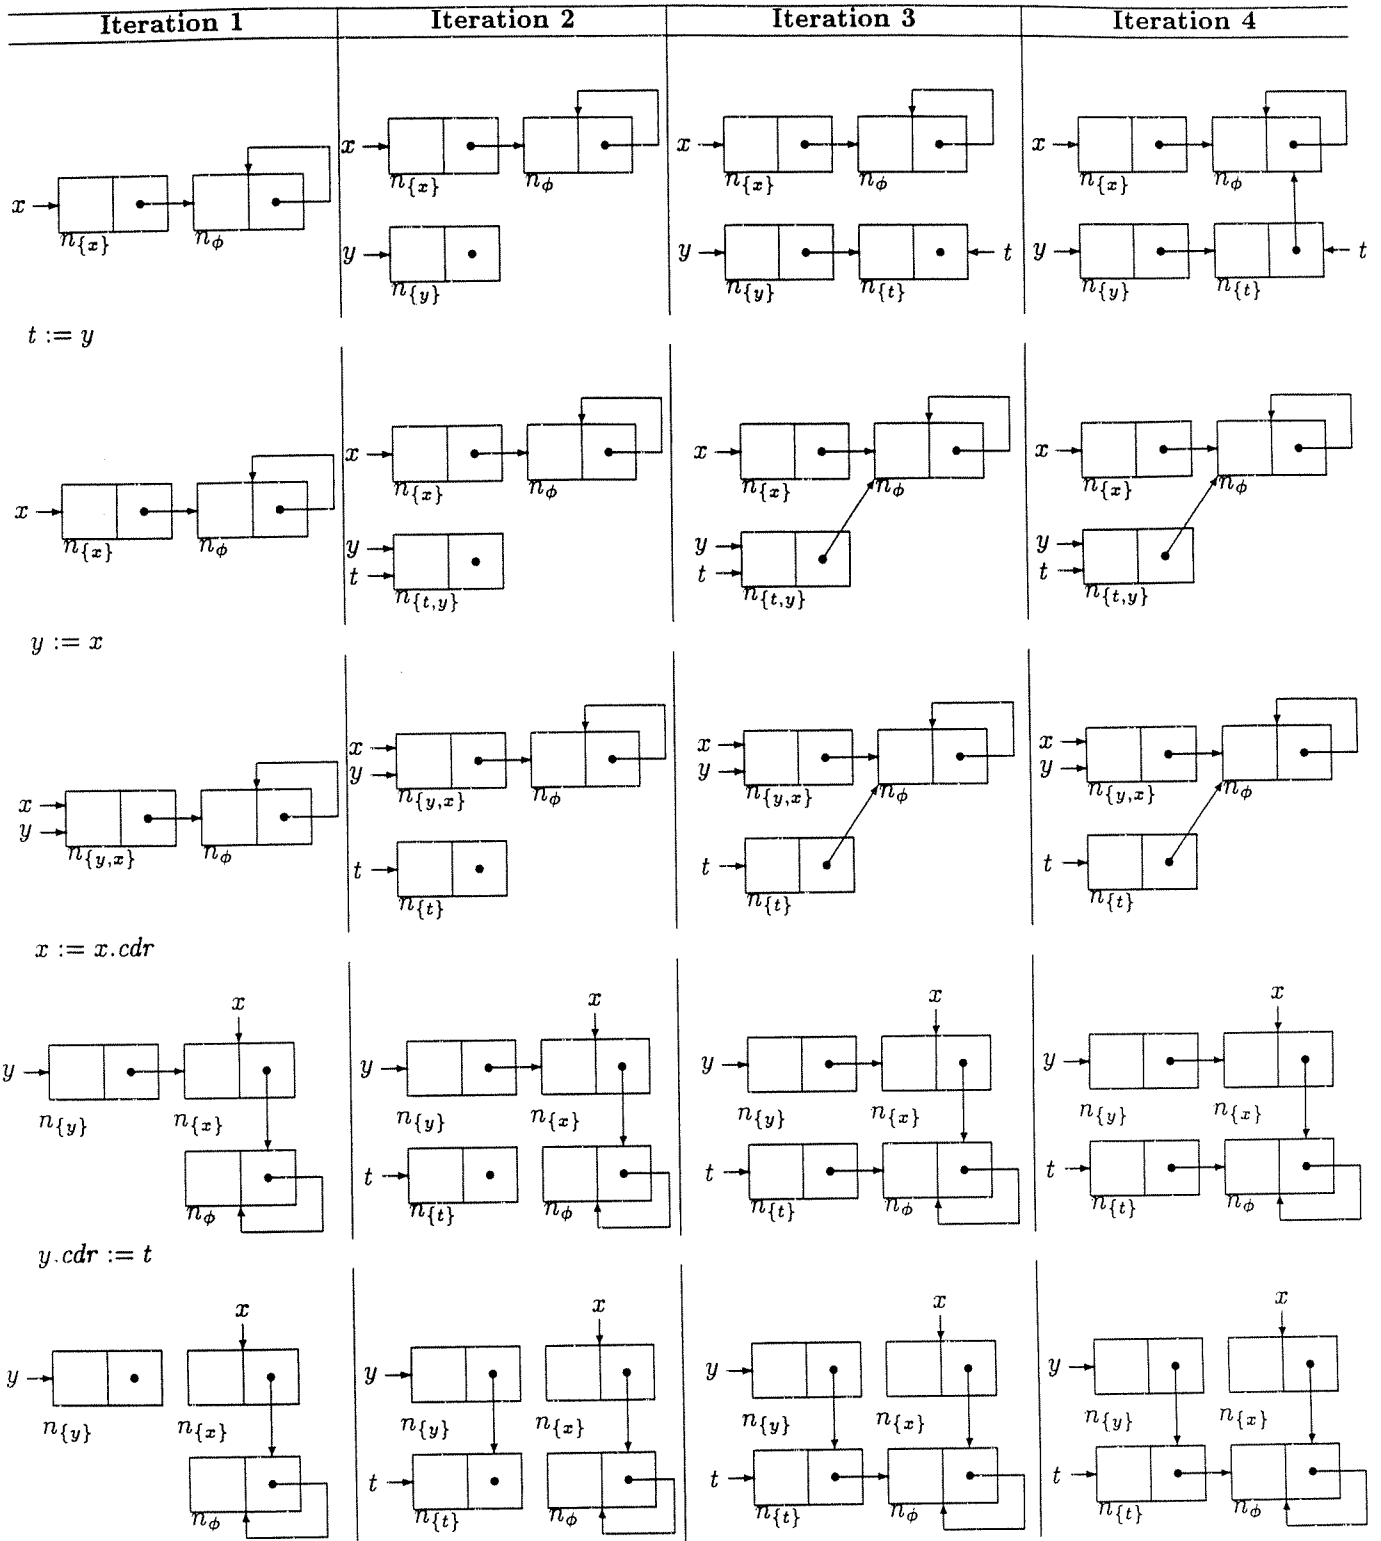 Iteration 1 Iteration 2 Iteration 3 Iteration 4
x n{x} nϕ x n{x} nϕ x n{x} nϕ x n{x} nϕ
y n{y} y n{y} n{t} t y n{y} n{t} t
t := y
x n{x} nϕ x n{x} nϕ x n{x} nϕ x n{x} nϕ
y t n{t,y} y t n{t,y} y t n{t,y}
y := x
x y n{y,x} nϕ x y n{y,x} nϕ x y n{y,x} nϕ x y n{y,x} nϕ
t n{t} t n{t} t n{t}
x := x.cdr
x x x x
y n{y} n{x} y n{y} n{x} y n{y} n{x} y n{y} n{x}
nϕ t n{t} nϕ t n{t} nϕ t n{t} nϕ
y.cdr := t
x x x x
y n{y} n{x} y n{y} n{x} y n{y} n{x} y n{y} n{x}
nϕ t n{t} nϕ t n{t} nϕ t n{t} nϕ